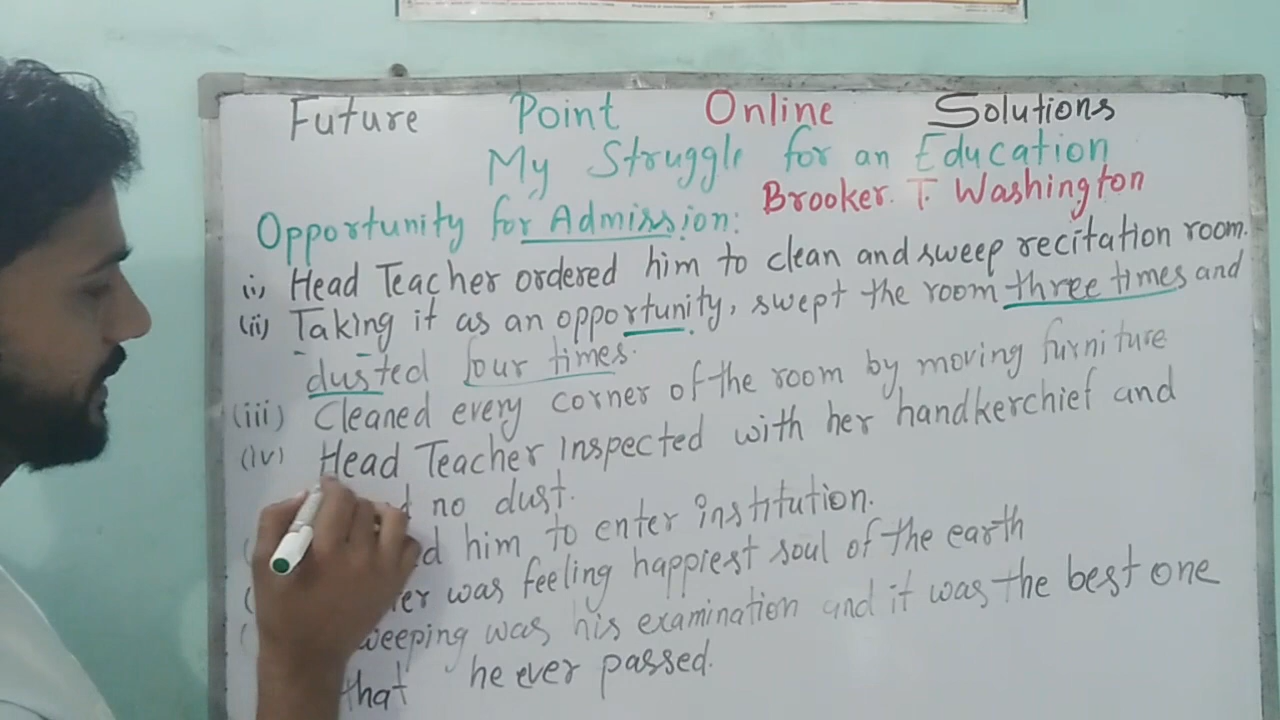 Future Point Online Solutions
My Struggle for an Education
Brooker. T. Washington
Opportunity for Admission:
(i) Head Teacher ordered him to clean and sweep recitation room.
(ii) Taking it as an opportunity, swept the room three times and
dusted four times.
(iii) Cleaned every corner of the room by moving furniture
(iv) Head Teacher inspected with her handkerchief and
no dust.
him to enter institution.
was feeling happiest soul of the earth
weeping was his examination and it was the best one
that he ever passed.